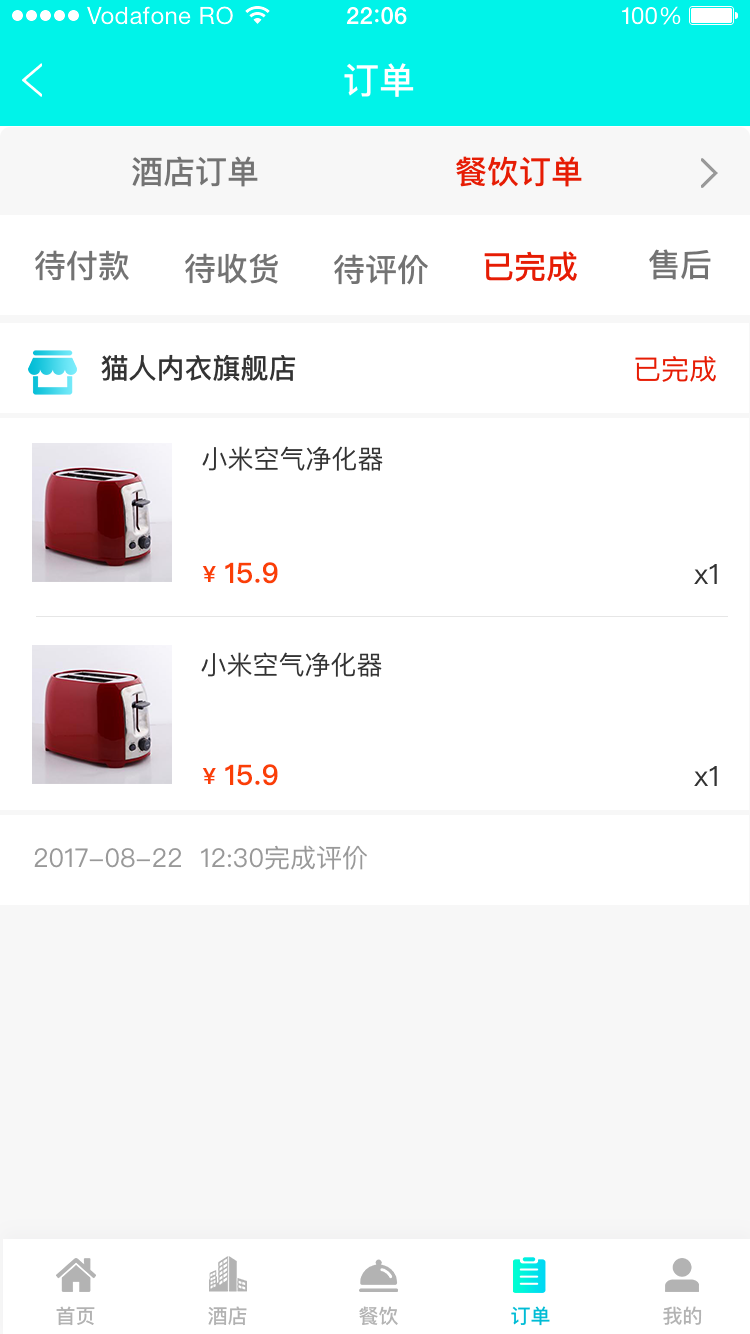 Vodafone RO 22:06 100%
订单
酒店订单 餐饮订单
待付款 待收货 待评价 已完成 售后
猫人内衣旗舰店 已完成
小米空气净化器
¥ 15.9 x1
小米空气净化器
¥ 15.9 x1
2017-08-22 12:30完成评价
首页 酒店 餐饮 订单 我的